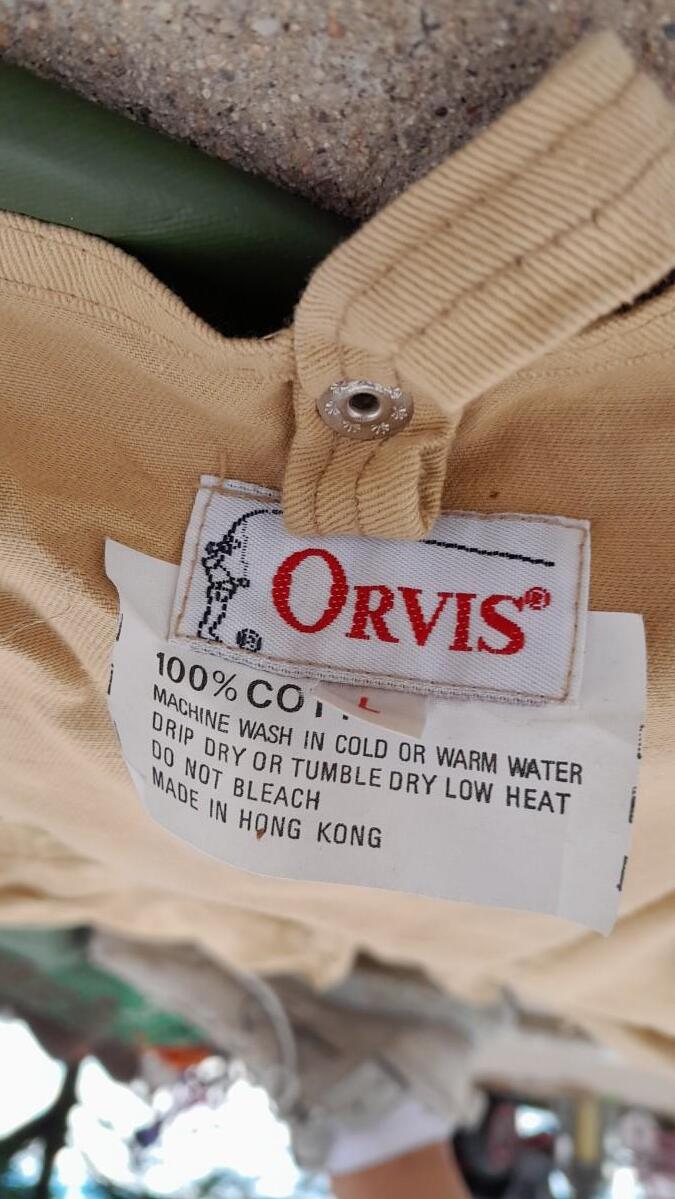 ORVIS®
100% COT
L
MACHINE WASH IN COLD OR WARM WATER
DRIP DRY OR TUMBLE DRY LOW HEAT
DO NOT BLEACH
MADE IN HONG KONG